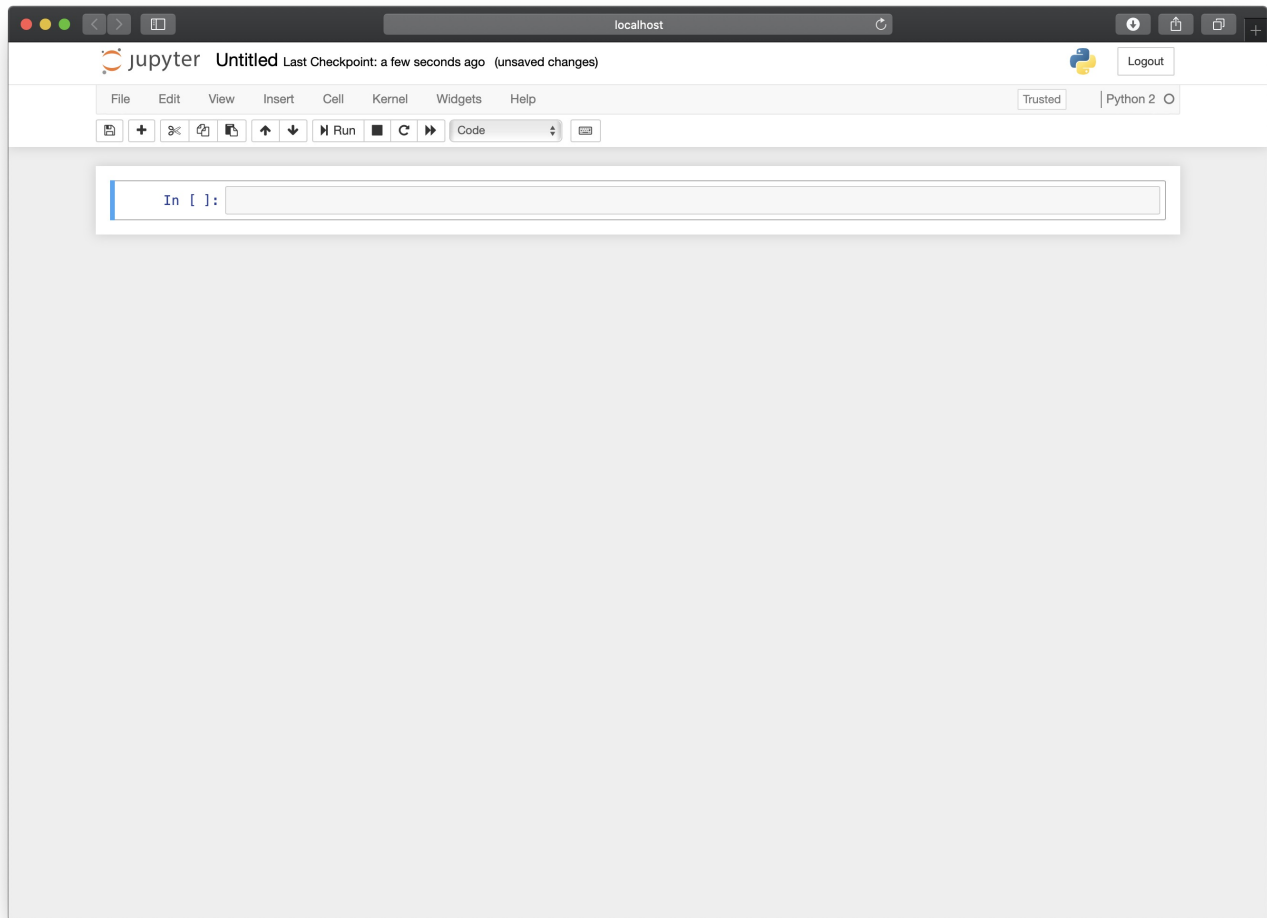 localhost
jupyter Untitled Last Checkpoint: a few seconds ago (unsaved changes)
Logout
File Edit View Insert Cell Kernel Widgets Help
Trusted
Python 2
Run
Code
In [ ]: